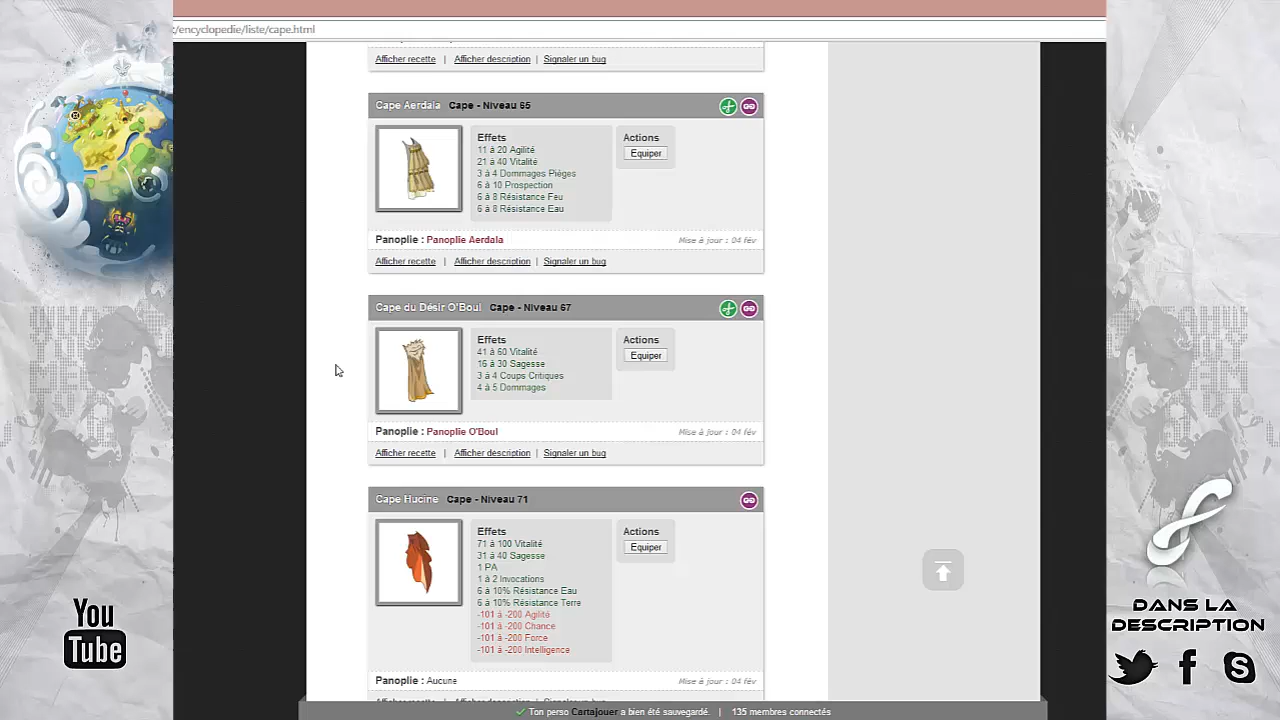 /encyclopedie/liste/cape.html
Afficher recette | Afficher description | Signaler un bug
Cape Aerdala Cape - Niveau 65
Effets
11 à 20 Agilité
21 à 40 Vitalité
3 à 4 Dommages Pièges
6 à 10 Prospection
6 à 8 Résistance Feu
6 à 8 Résistance Eau
Actions
Equiper
Panoplie : Panoplie Aerdala
Mise à jour : 04 fév
Afficher recette | Afficher description | Signaler un bug
Cape du Désir O'Boul Cape - Niveau 67
Effets
41 à 60 Vitalité
16 à 30 Sagesse
3 à 4 Coups Critiques
4 à 5 Dommages
Actions
Equiper
Panoplie : Panoplie O'Boul
Mise à jour : 04 fév
Afficher recette | Afficher description | Signaler un bug
Cape Hucine Cape - Niveau 71
Effets
71 à 100 Vitalité
31 à 40 Sagesse
1 PA
1 à 2 Invocations
6 à 10% Résistance Eau
6 à 10% Résistance Terre
-101 à -200 Agilité
-101 à -200 Chance
-101 à -200 Force
-101 à -200 Intelligence
Actions
Equiper
Panoplie : Aucune
Mise à jour : 04 fév
Ton perso Cartajouer a bien été sauvegardé. | 135 membres connectés
You
Tube
DANS LA
DESCRIPTION